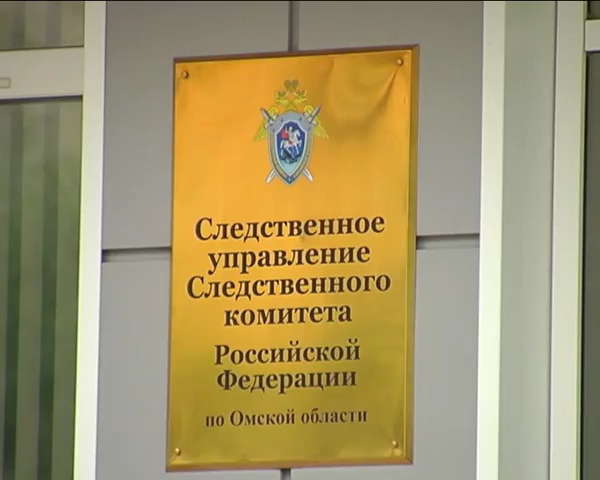 Следственное
управление
Следственного
комитета
Российской
Федерации
по Омской области